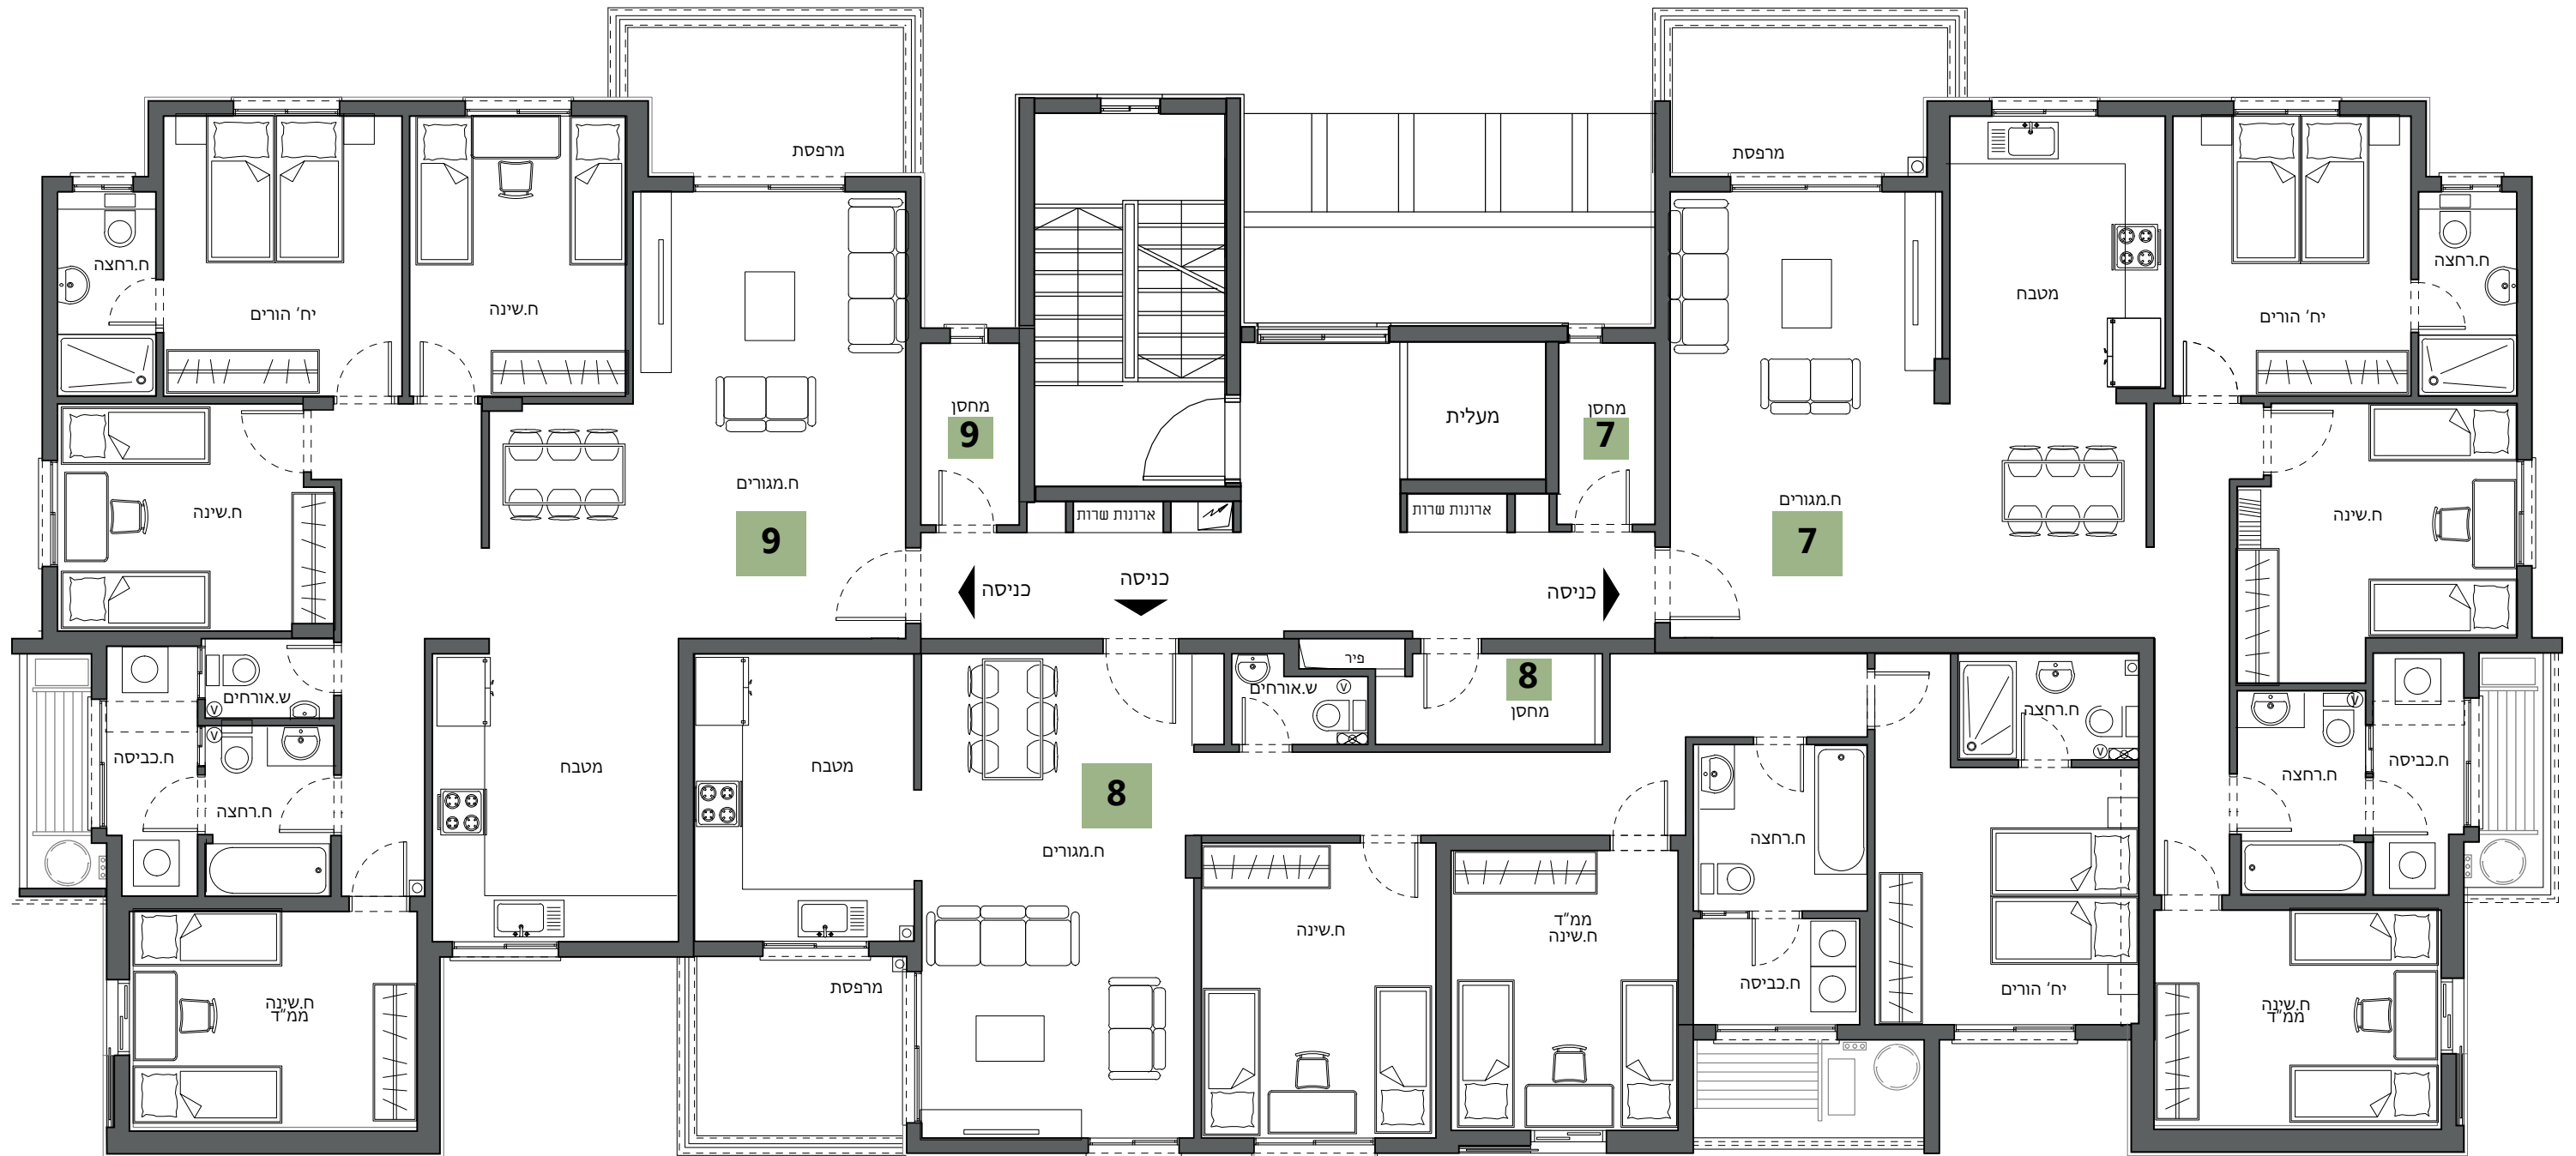 מרפסת
מרפסת
ח.רחצה
יח׳ הורים
ח.שינה
ח.מגורים
9
ח.שינה
מחסן
9
ארונות שרות
מעלית
ארונות שרות
מחסן
7
ח.מגורים
7
מטבח
יח׳ הורים
ח.רחצה
ח.שינה
כניסה
כניסה
כניסה
ש.אורחים
V
V
ח.כביסה
ח.רחצה
מטבח
ח.שינה
ממ״ד
מטבח
8
ח.מגורים
מרפסת
ש.אורחים
V
פיר
8
מחסן
ח.שינה
ממ״ד
ח.שינה
ח.רחצה
ח.כביסה
ח.רחצה
V
יח׳ הורים
V
ח.רחצה
ח.כביסה
ח.שינה
ממ״ד